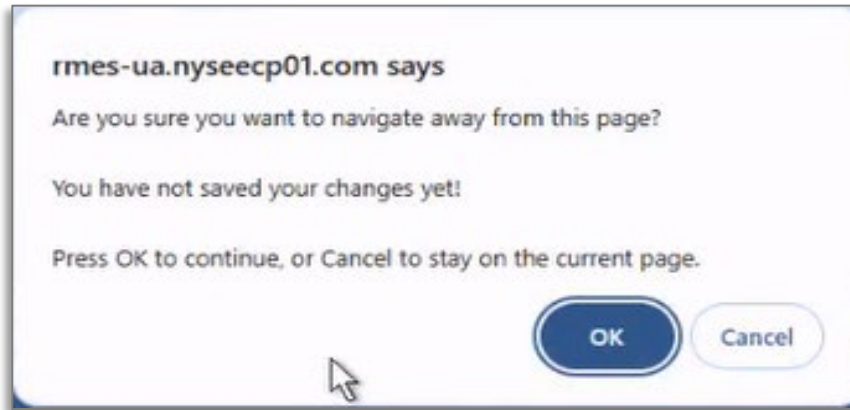 rmes-ua.nyseecp01.com says
Are you sure you want to navigate away from this page?
You have not saved your changes yet!
Press OK to continue, or Cancel to stay on the current page.
OK Cancel